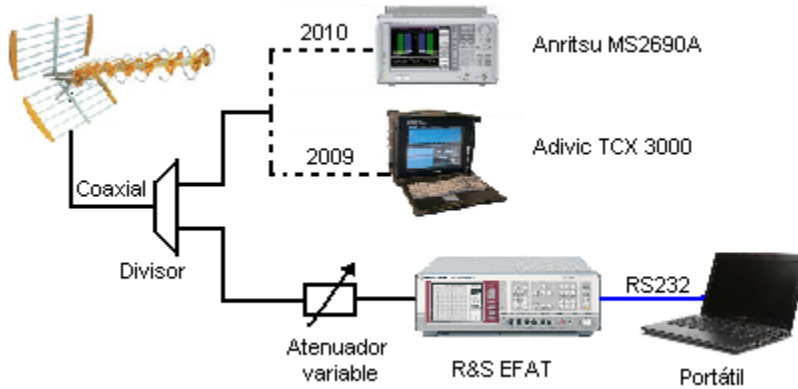 2010
Anritsu MS2690A
2009
Adivic TCX 3000
Coaxial
Divisor
RS232
Atenuador
variable
R&S EFAT
Portátil